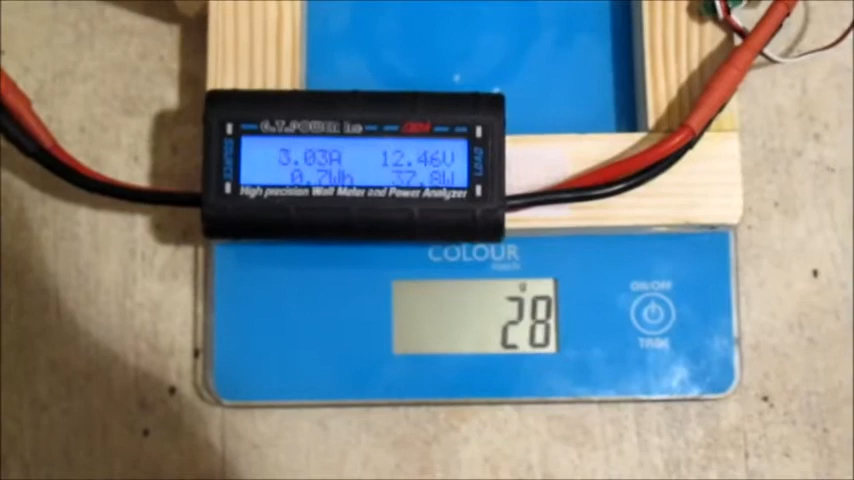 G.T.POWER
SOURCE
LOAD
3.03A 12.46V
0.7Wh 37.8W
High precision Watt Meter and Power Analyzer
COLOUR
g
28
ON/OFF
TARE